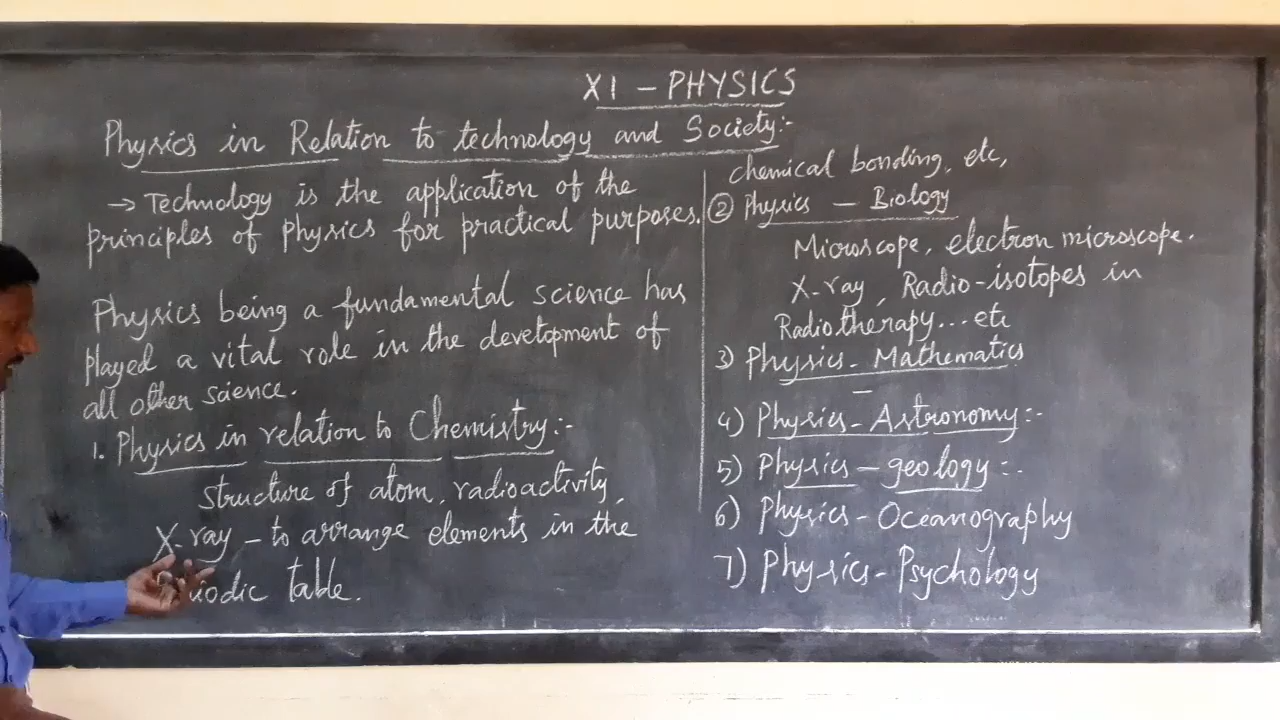 XI - PHYSICS
Physics in Relation to technology and Society:-
→ Technology is the application of the
principles of physics for practical purposes.
Physics being a fundamental science has
played a vital role in the development of
all other science.
1. Physics in relation to Chemistry:-
Structure of atom, radioactivity,
X-ray - to arrange elements in the
iodic table.
chemical bonding, etc,
② Physics - Biology
Microscope, electron microscope.
X-ray, Radio-isotopes in
Radiotherapy... etc
3) Physics - Mathematics
-
4) Physics - Astronomy:-
5) Physics - geology:-
6) Physics - Oceanography
7) Physics - Psychology